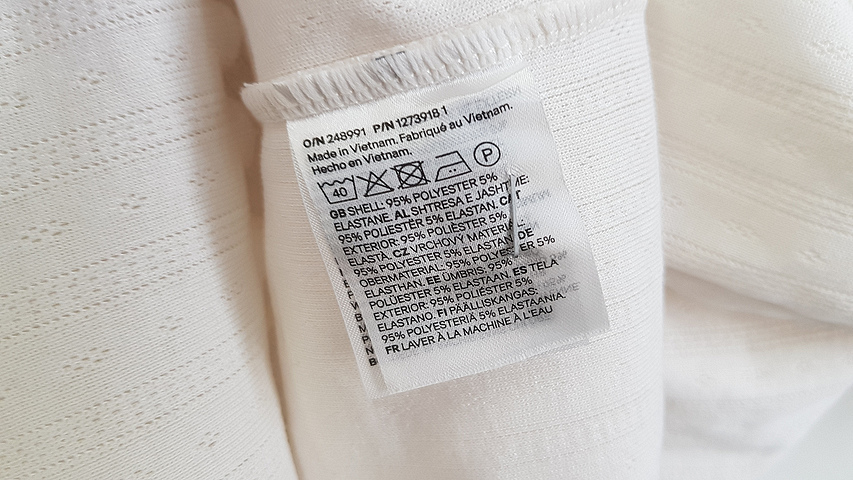 O/N 248991 P/N 1273918 1
Made in Vietnam. Fabriqué au Vietnam.
Hecho en Vietnam.
40 P
GB SHELL: 95% POLYESTER 5%
ELASTANE. AL SHTRESA E JASHTME:
95% POLIESTËR 5% ELASTAN.
EXTERIOR: 95% POLIÈSTER 5%
ELASTÀ. CZ VRCHOVÝ MATERIÁL:
95% POLYESTER 5% ELASTAN DE
OBERMATERIAL: 95% POLYESTER 5%
ELASTHAN. EE ÜMBRIS: 95%
POLÜESTER 5% ELASTAAN. ES TELA
EXTERIOR: 95% POLIÉSTER 5%
ELASTANO. FI PÄÄLLISKANGAS:
95% POLYESTERIÄ 5% ELASTAANIA.
FR LAVER À LA MACHINE À L'EAU